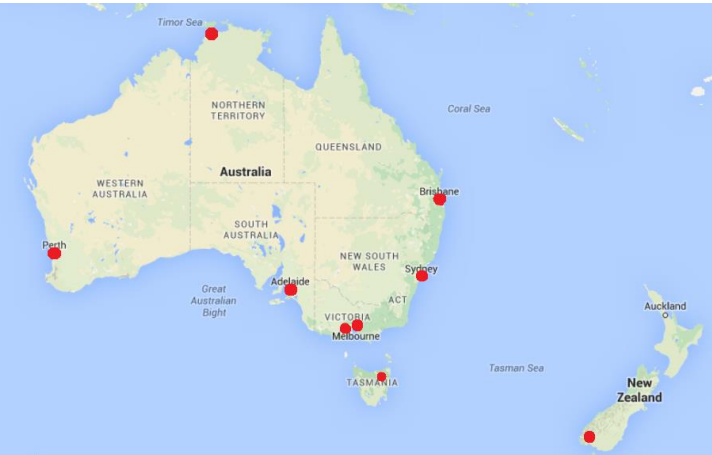 Timor Sea
NORTHERN
TERRITORY
Coral Sea
QUEENSLAND
Australia
WESTERN
AUSTRALIA
Brisbane
SOUTH
AUSTRALIA
Perth
NEW SOUTH
WALES
Sydney
Adelaide
Great
Australian
Bight
ACT
Auckland
VICTORIA
Melbourne
Tasman Sea
TASMANIA
New
Zealand